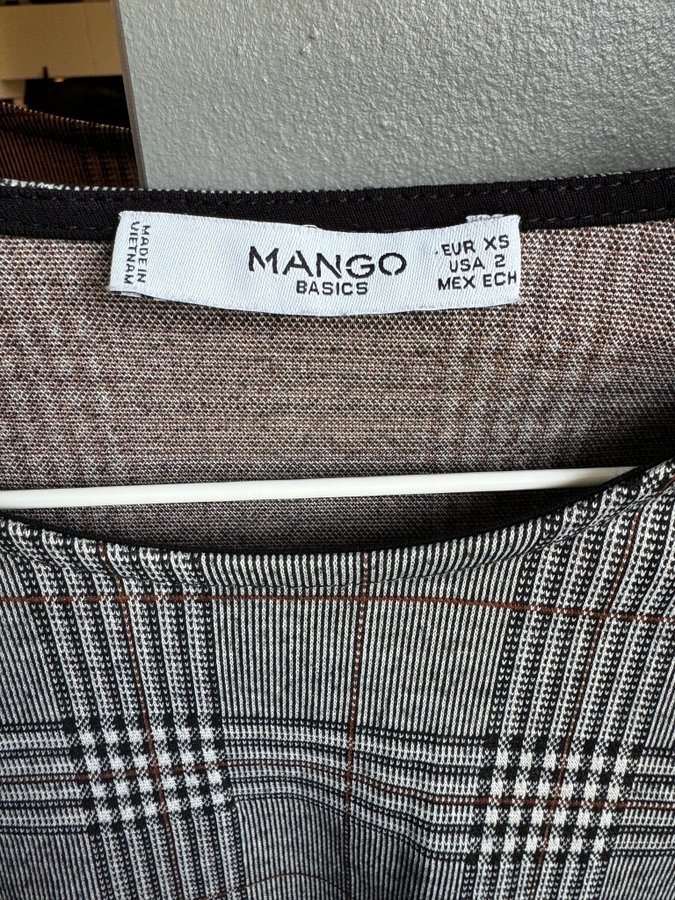 MADE IN
VIETNAM
MANGO
BASICS
EUR XS
USA 2
MEX ECH